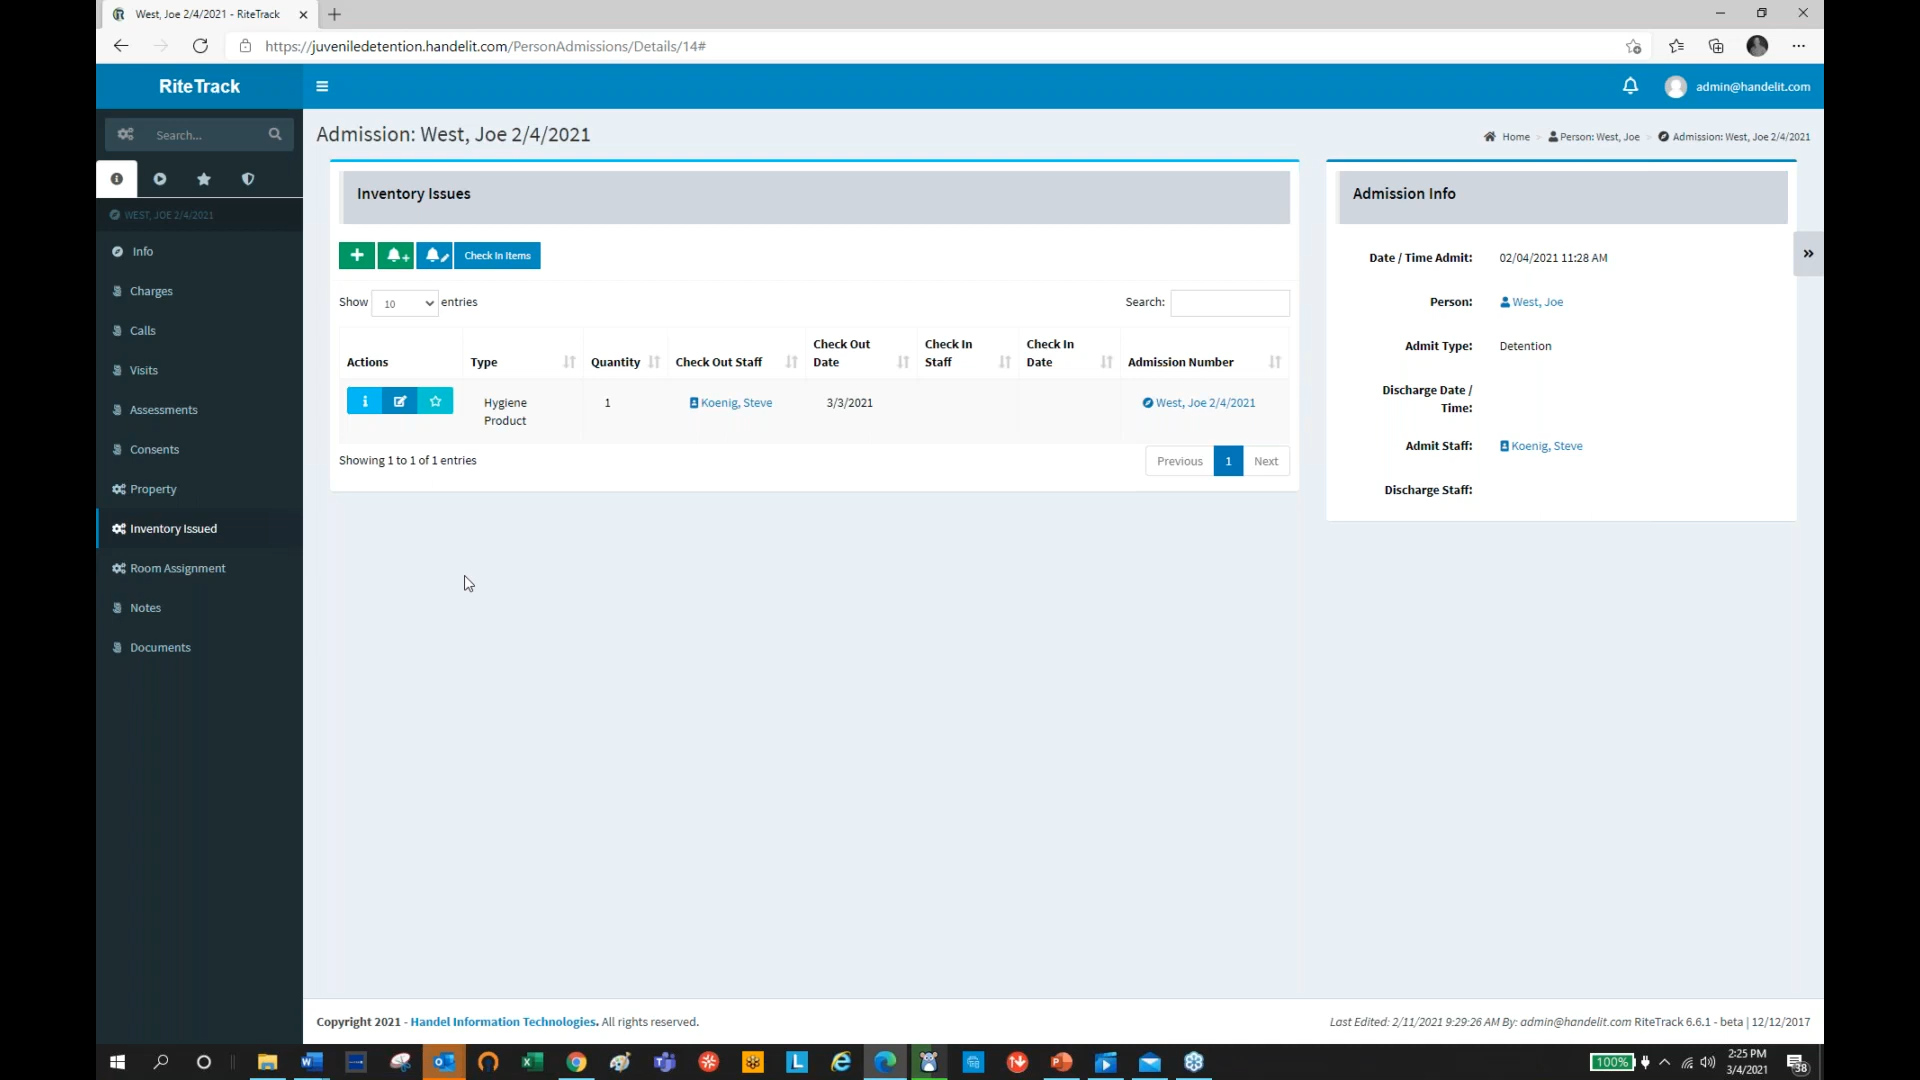 West, Joe 2/4/2021 - RiteTrack
https://juveniledetention.handelit.com/PersonAdmissions/Details/14#
RiteTrack
admin@handelit.com
Search...
Admission: West, Joe 2/4/2021
Home
Person: West, Joe
Admission: West, Joe 2/4/2021
WEST, JOE 2/4/2021
Info
Charges
Calls
Visits
Assessments
Consents
Property
Inventory Issued
Room Assignment
Notes
Documents
Inventory Issues
Check In Items
Show 10 entries
Search:
Actions
Type
Quantity
Check Out Staff
Check Out Date
Check In Staff
Check In Date
Admission Number
Hygiene Product
1
Koenig, Steve
3/3/2021
West, Joe 2/4/2021
Showing 1 to 1 of 1 entries
Previous 1 Next
Admission Info
Date / Time Admit: 02/04/2021 11:28 AM
Person: West, Joe
Admit Type: Detention
Discharge Date / Time:
Admit Staff: Koenig, Steve
Discharge Staff:
Copyright 2021 - Handel Information Technologies. All rights reserved.
Last Edited: 2/11/2021 9:29:26 AM By: admin@handelit.com RiteTrack 6.6.1 - beta | 12/12/2017
100%
2:25 PM
3/4/2021
38